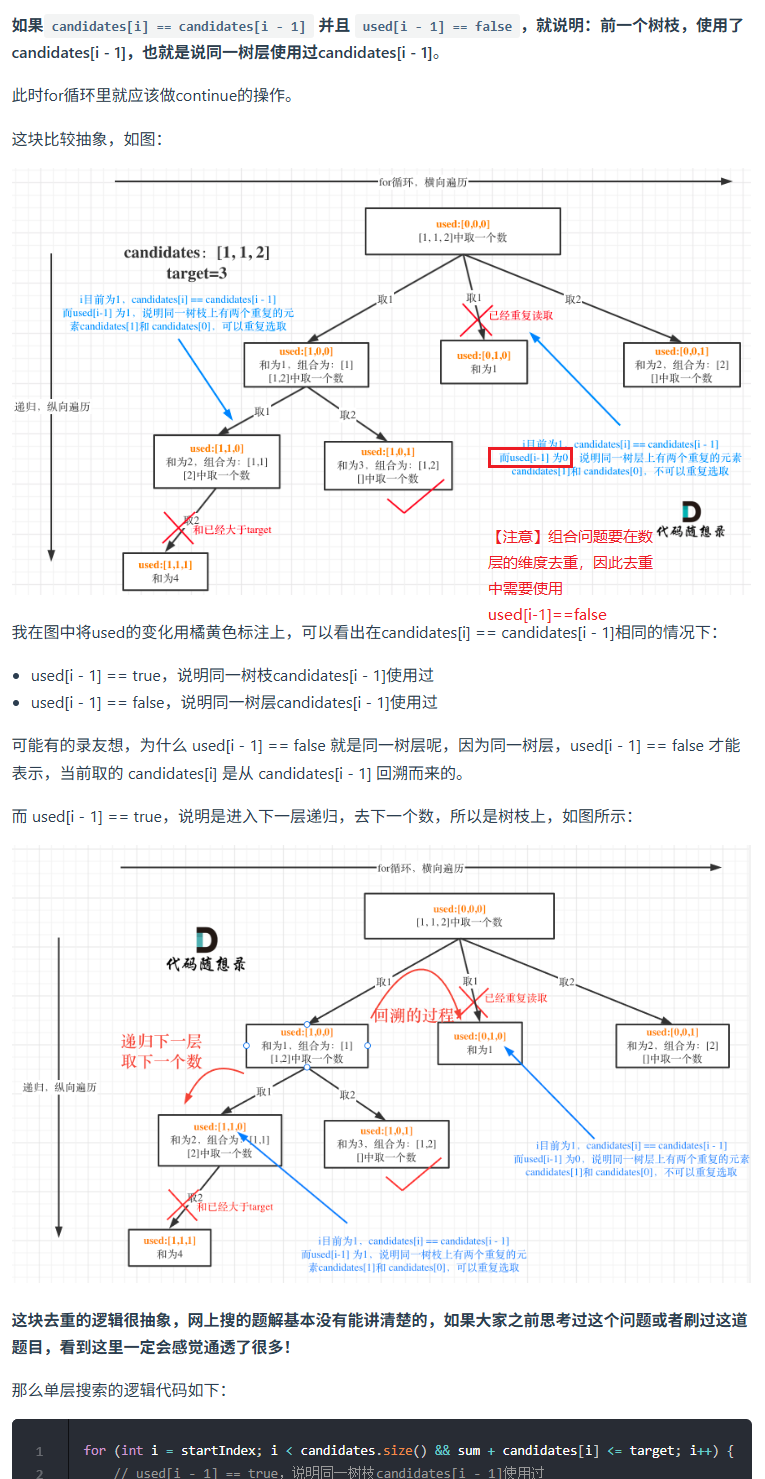 如果 candidates[i] == candidates[i - 1] 并且 used[i - 1] == false ，就说明：前一个树枝，使用了
candidates[i - 1]，也就是说同一树层使用过candidates[i - 1]。
此时for循环里就应该做continue的操作。
这块比较抽象，如图：
for循环，横向遍历
used:[0,0,0]
[1, 1, 2]中取一个数
candidates：[1, 1, 2]
target=3
i目前为1，candidates[i] == candidates[i - 1]
而used[i-1] 为1，说明同一树枝上有两个重复的元
素candidates[1]和 candidates[0]，可以重复选取
取1
取1
取2
已经重复读取
used:[1,0,0]
和为1，组合为：[1]
[1,2]中取一个数
used:[0,1,0]
和为1
used:[0,0,1]
和为2，组合为：[2]
[]中取一个数
递归，纵向遍历
取1
取2
used:[1,1,0]
和为2，组合为：[1,1]
[2]中取一个数
used:[1,0,1]
和为3，组合为：[1,2]
[]中取一个数
i目前为1，candidates[i] == candidates[i - 1]
而used[i-1] 为0，说明同一树层上有两个重复的元素
candidates[1]和 candidates[0]，不可以重复选取
取2
和已经大于target
代码随想录
【注意】组合问题要在数
层的维度去重，因此去重
中需要使用
used[i-1]==false
used:[1,1,1]
和为4
我在图中将used的变化用橘黄色标注上，可以看出在candidates[i] == candidates[i - 1]相同的情况下：
• used[i - 1] == true，说明同一树枝candidates[i - 1]使用过
• used[i - 1] == false，说明同一树层candidates[i - 1]使用过
可能有的录友想，为什么 used[i - 1] == false 就是同一树层呢，因为同一树层，used[i - 1] == false 才能
表示，当前取的 candidates[i] 是从 candidates[i - 1] 回溯而来的。
而 used[i - 1] == true，说明是进入下一层递归，去下一个数，所以是树枝上，如图所示：
for循环，横向遍历
used:[0,0,0]
[1, 1, 2]中取一个数
代码随想录
取1
取1
取2
已经重复读取
回溯的过程
递归下一层
取下一个数
used:[1,0,0]
和为1，组合为：[1]
[1,2]中取一个数
used:[0,1,0]
和为1
used:[0,0,1]
和为2，组合为：[2]
[]中取一个数
递归，纵向遍历
取1
取2
used:[1,1,0]
和为2，组合为：[1,1]
[2]中取一个数
used:[1,0,1]
和为3，组合为：[1,2]
[]中取一个数
i目前为1，candidates[i] == candidates[i - 1]
而used[i-1] 为0，说明同一树层上有两个重复的元素
candidates[1]和 candidates[0]，不可以重复选取
取2
和已经大于target
used:[1,1,1]
和为4
i目前为1，candidates[i] == candidates[i - 1]
而used[i-1] 为1，说明同一树枝上有两个重复的元
素candidates[1]和 candidates[0]，可以重复选取
这块去重的逻辑很抽象，网上搜的题解基本没有能讲清楚的，如果大家之前思考过这个问题或者刷过这道
题目，看到这里一定会感觉通透了很多！
那么单层搜索的逻辑代码如下：
1 for (int i = startIndex; i < candidates.size() && sum + candidates[i] <= target; i++) {
2 // used[i - 1] == true，说明同一树枝candidates[i - 1]使用过